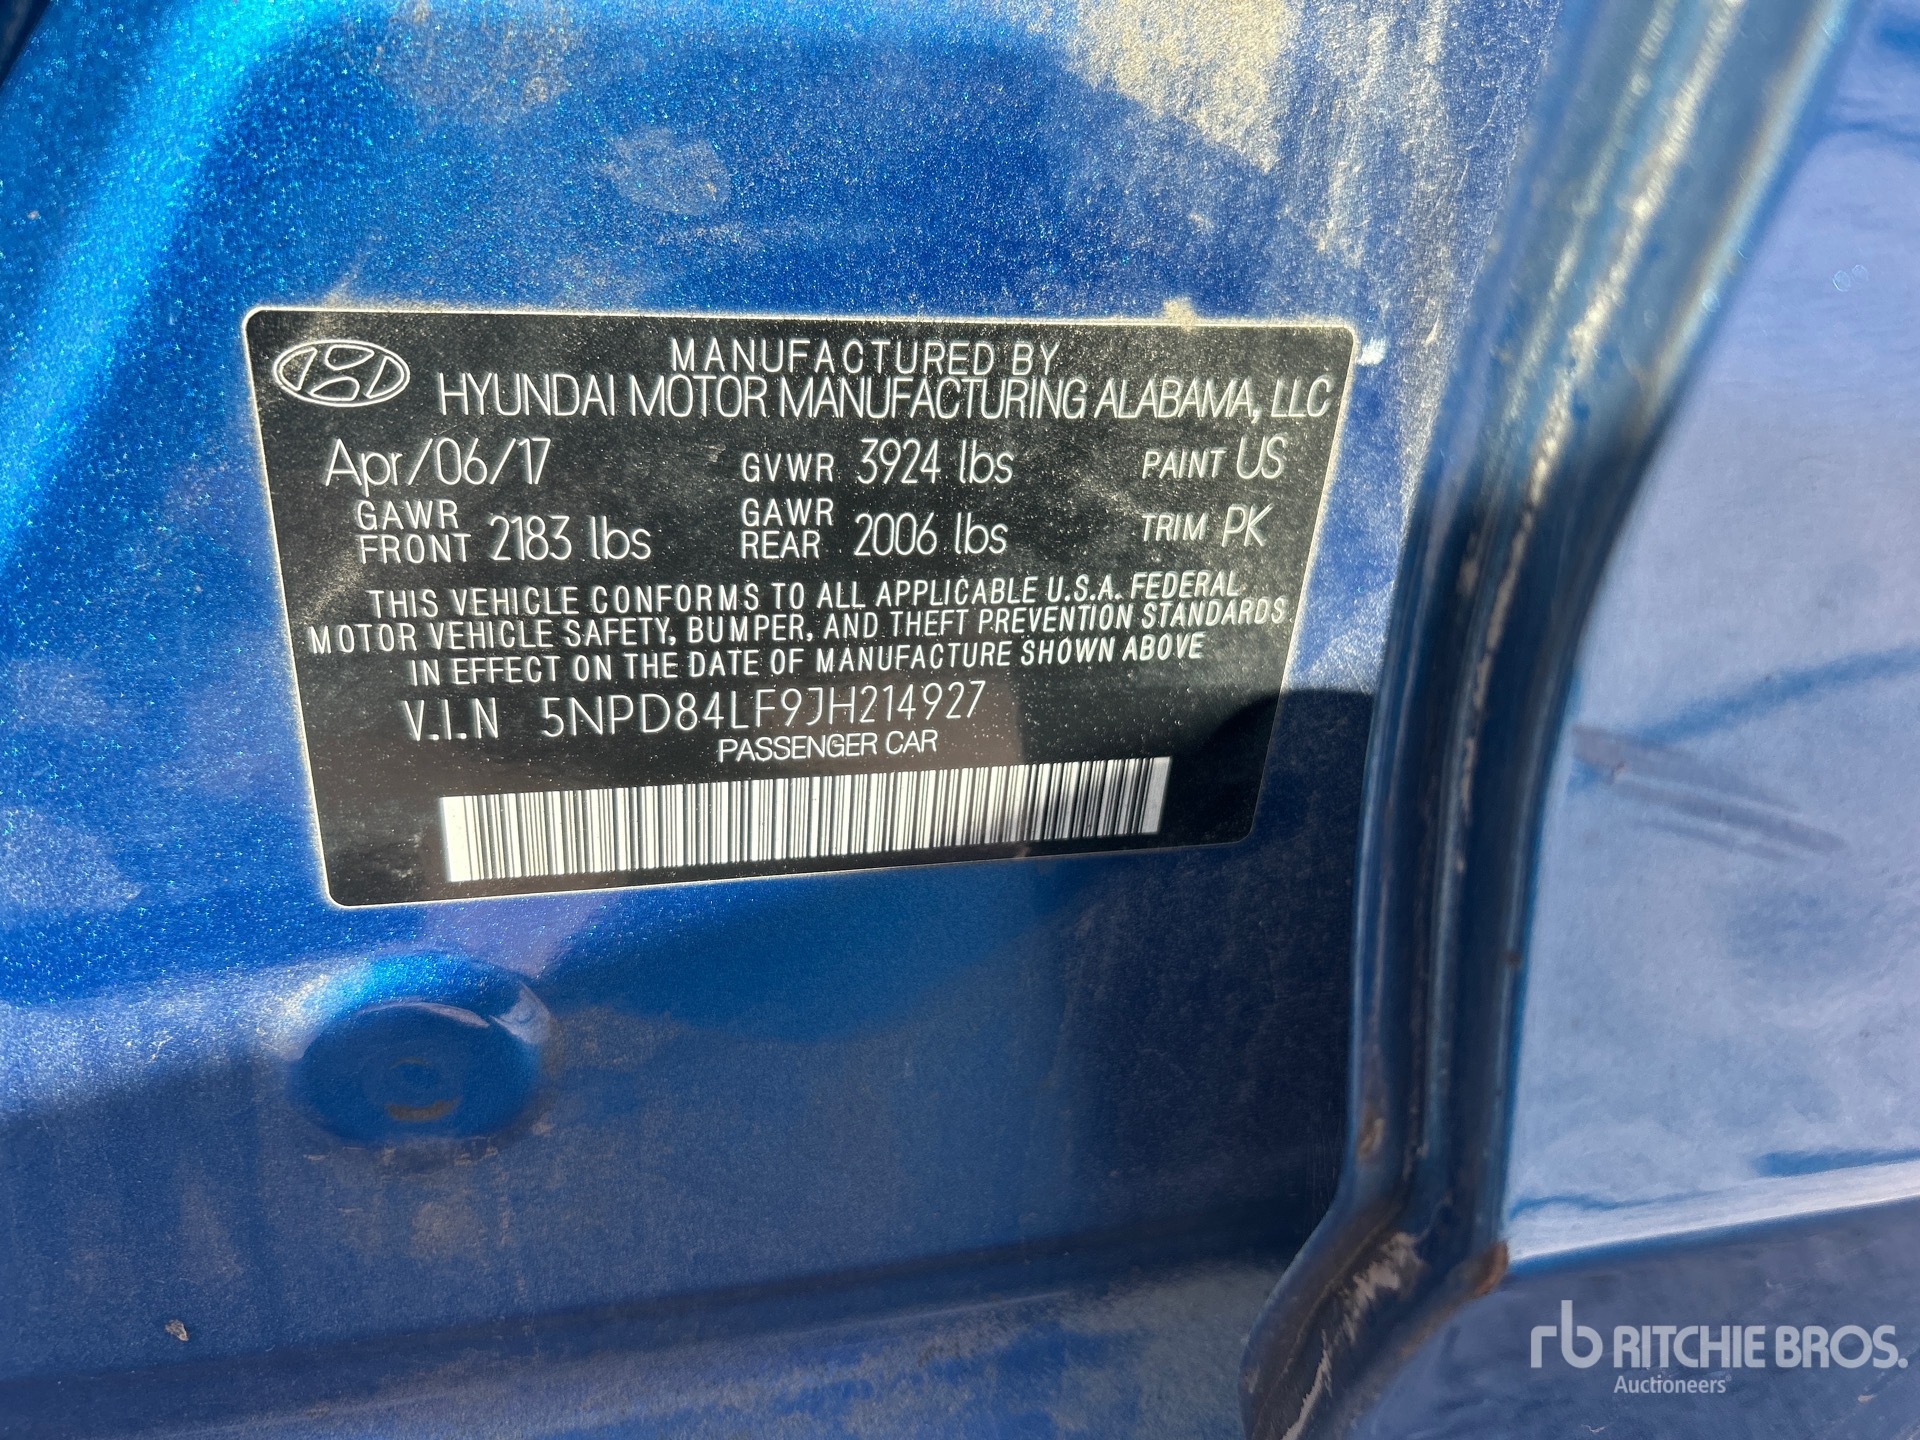 MANUFACTURED BY
HYUNDAI MOTOR MANUFACTURING ALABAMA, LLC
Apr/06/17 GVWR 3924 lbs PAINT US
GAWR FRONT 2183 lbs GAWR REAR 2006 lbs TRIM PK
THIS VEHICLE CONFORMS TO ALL APPLICABLE U.S.A. FEDERAL
MOTOR VEHICLE SAFETY, BUMPER, AND THEFT PREVENTION STANDARDS
IN EFFECT ON THE DATE OF MANUFACTURE SHOWN ABOVE
V.I.N 5NPD84LF9JH214927
PASSENGER CAR
rb RITCHIE BROS.
Auctioneers